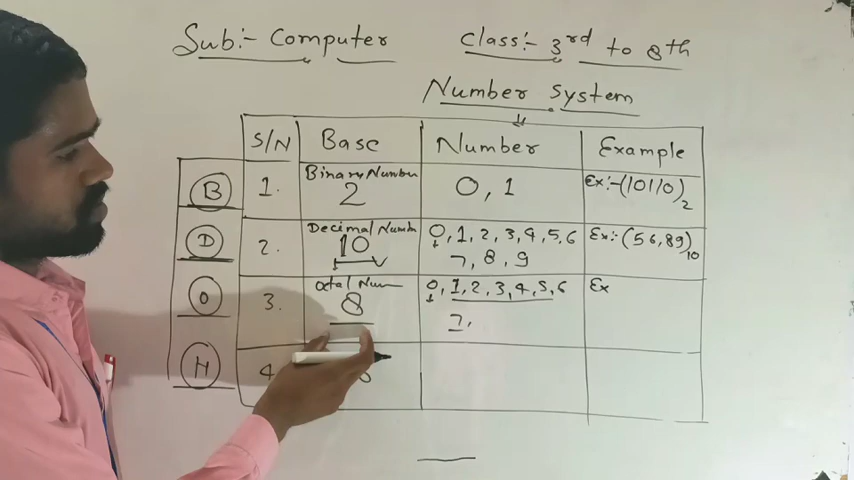 Sub:- Computer
Class:- 3rd to 8th
Number System
S/N Base Number Example
B 1. Binary Number 2 0, 1 Ex:-(10110)2
D 2. Decimal Numb 10 0, 1, 2, 3, 4, 5, 6
7, 8, 9 Ex:-(56,89)10
O 3. Octal Num 8 0, 1, 2, 3, 4, 5, 6
7, Ex
H 4